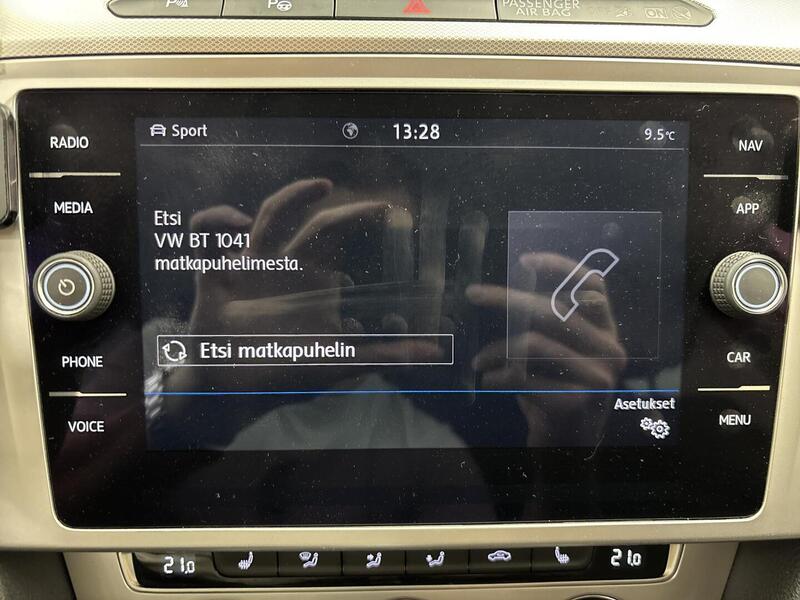 PASSENGER
AIR BAG
ON
RADIO
MEDIA
PHONE
VOICE
Sport
13:28
9.5°C
Etsi
VW BT 1041
matkapuhelimesta.
Etsi matkapuhelin
Asetukset
NAV
APP
CAR
MENU
21.0
21.0